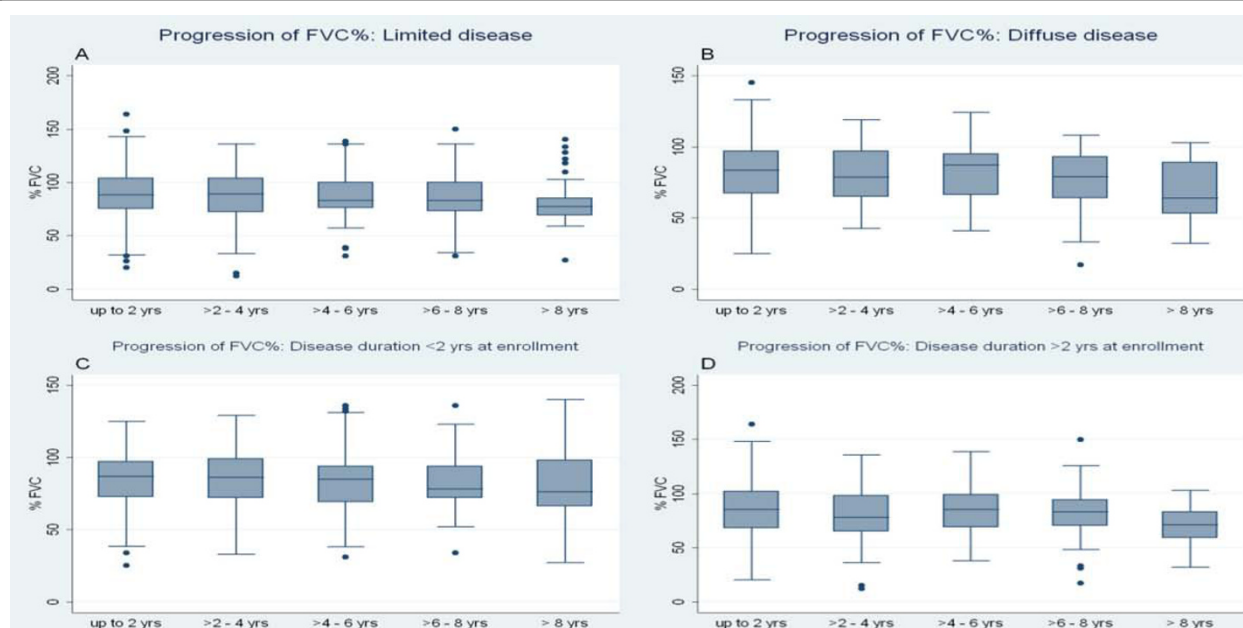 Progression of FVC%: Limited disease
A
200
150
100
50
0
% FVC
up to 2 yrs >2 - 4 yrs >4 - 6 yrs >6 - 8 yrs > 8 yrs
Progression of FVC%: Diffuse disease
B
150
100
50
0
% FVC
up to 2 yrs >2 - 4 yrs >4 - 6 yrs >6 - 8 yrs > 8 yrs
Progression of FVC%: Disease duration <2 yrs at enrollment
C
150
100
50
0
% FVC
up to 2 yrs >2 - 4 yrs >4 - 6 yrs >6 - 8 yrs > 8 yrs
Progression of FVC%: Disease duration >2 yrs at enrollment
D
200
150
100
50
0
% FVC
up to 2 yrs >2 - 4 yrs >4 - 6 yrs >6 - 8 yrs > 8 yrs